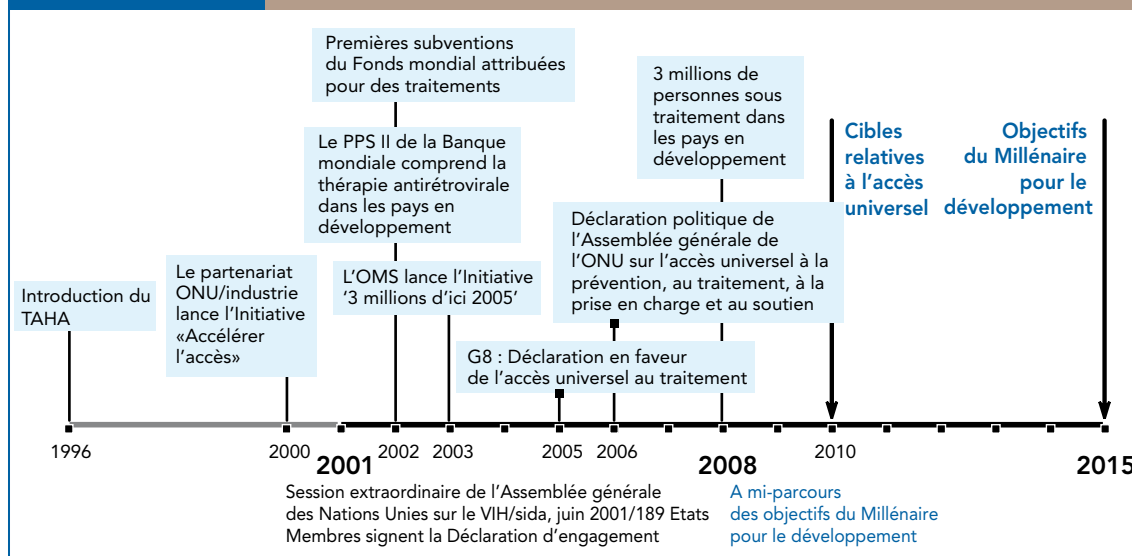 Premières subventions
du Fonds mondial attribuées
pour des traitements
3 millions de
personnes sous
traitement dans
les pays en
développement
Cibles
relatives
à l'accès
universel
Objectifs
du Millénaire
pour le
développement
Le PPS II de la Banque
mondiale comprend la
thérapie antirétrovirale
dans les pays en
développement
Déclaration politique de
l'Assemblée générale de
l'ONU sur l'accès universel à la
prévention, au traitement, à la
prise en charge et au soutien
Le partenariat
ONU/industrie
lance l'Initiative
«Accélérer
l'accès»
L'OMS lance l'Initiative
'3 millions d'ici 2005'
Introduction du
TAHA
G8 : Déclaration en faveur
de l'accès universel au traitement
1996 2000 2001 2002 2003 2005 2006 2008 2010 2015
Session extraordinaire de l'Assemblée générale
des Nations Unies sur le VIH/sida, juin 2001/189 Etats
Membres signent la Déclaration d'engagement
A mi-parcours
des objectifs du Millénaire
pour le développement